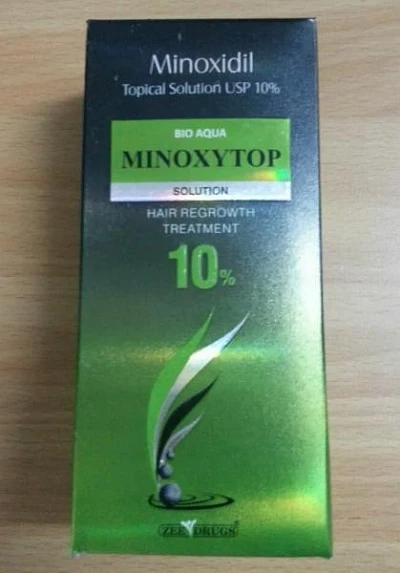 Minoxidil
Topical Solution USP 10%
BIO AQUA
MINOXYTOP
SOLUTION
HAIR REGROWTH
TREATMENT
10%
ZEE DRUGS